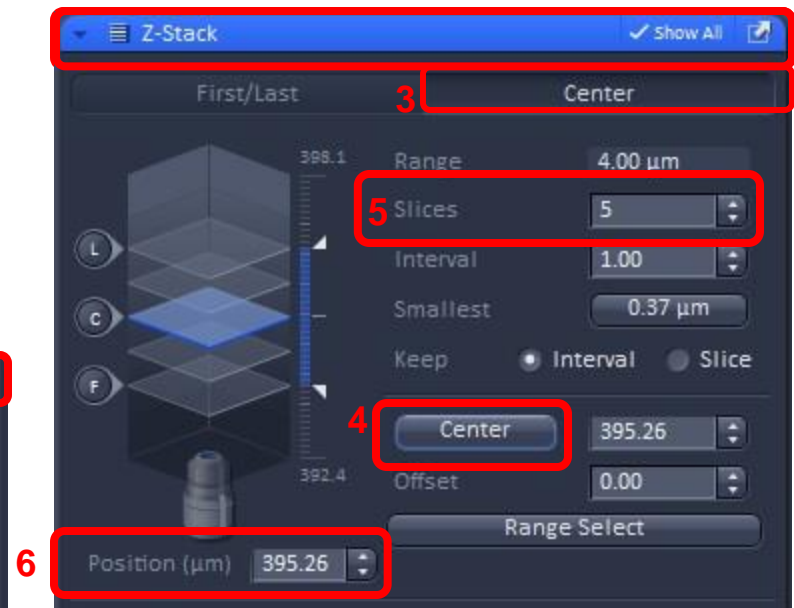 Z-Stack Show All
First/Last 3 Center
398.1 Range 4.00 μm
5 Slices 5
L Interval 1.00
C Smallest 0.37 μm
F Keep Interval Slice
4 Center 395.26
392.4 Offset 0.00
Range Select
6 Position (μm) 395.26